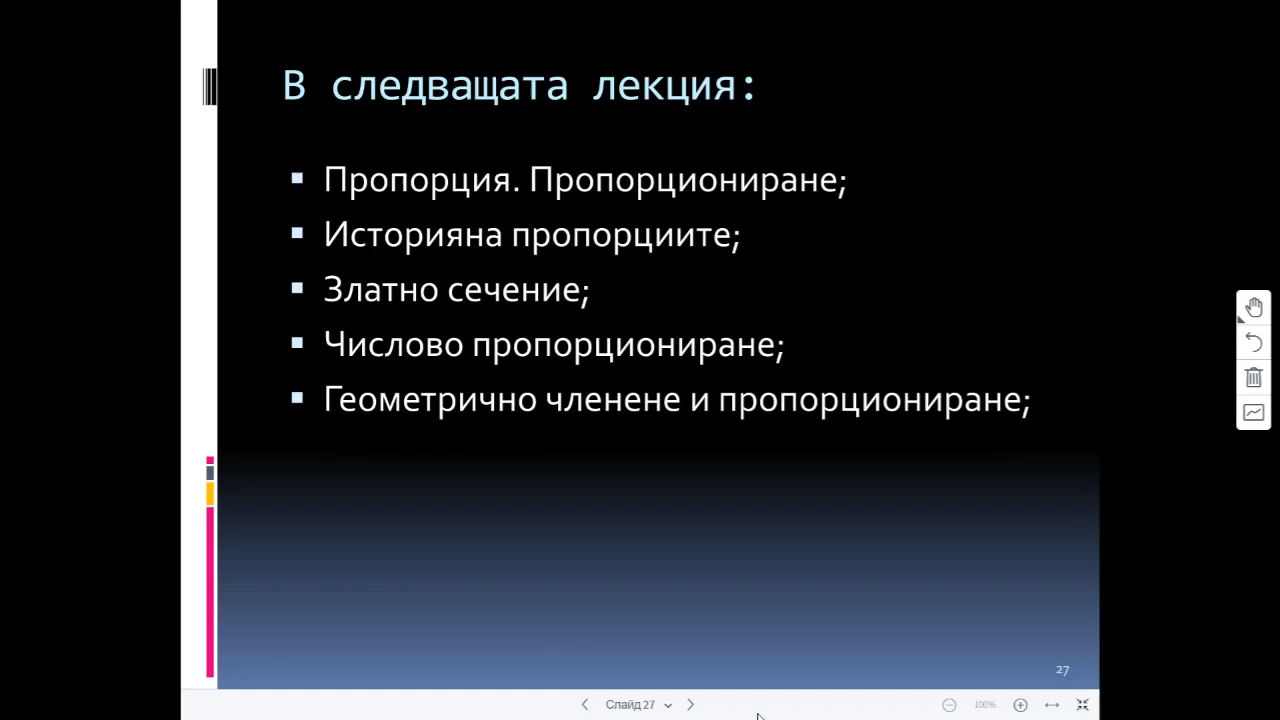 В следващата лекция:
Пропорция. Пропорциониране;
Историяна пропорциите;
Златно сечение;
Числово пропорциониране;
Геометрично членене и пропорциониране;
27
Слайд 27
100%